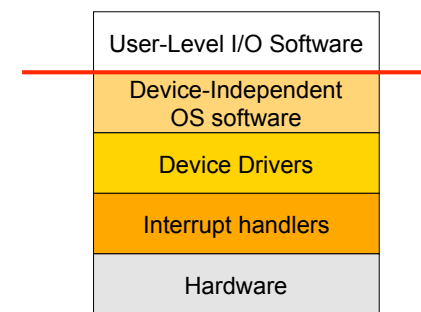 User-Level I/O Software
Device-Independent
OS software
Device Drivers
Interrupt handlers
Hardware